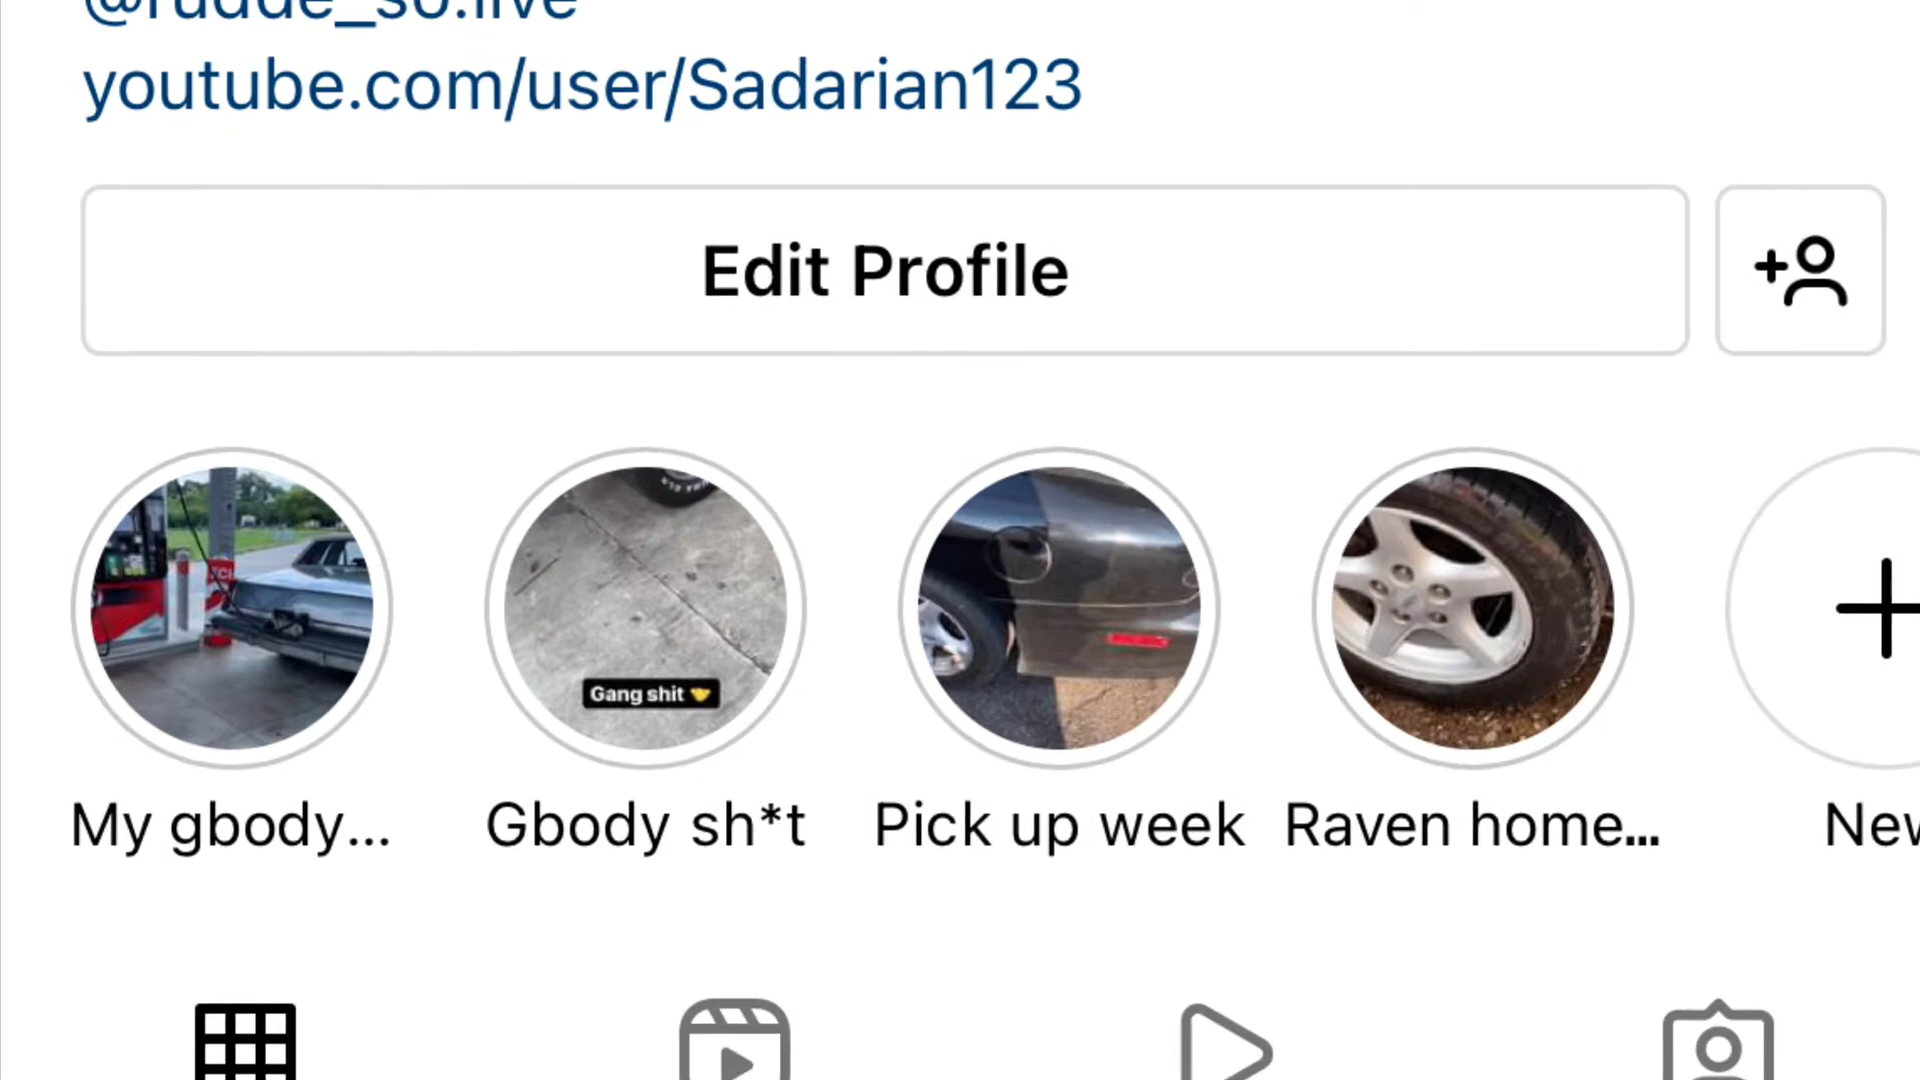 youtube.com/user/Sadarian123
Edit Profile
Gang shit
My gbody...
Gbody sh*t
Pick up week
Raven home...